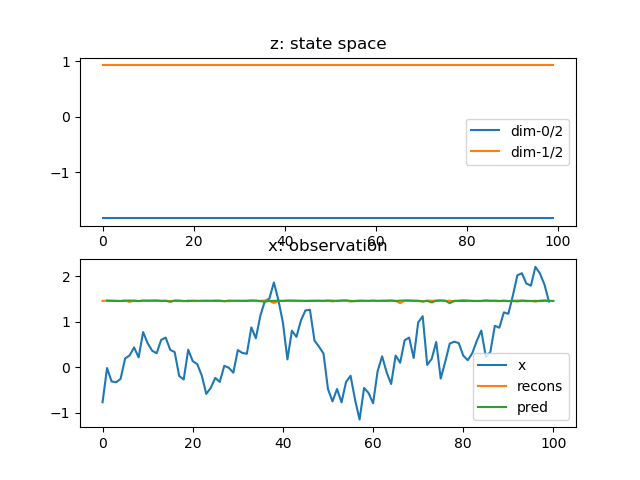 z: state space
1
0
−1
dim-0/2
dim-1/2
0 20 40 60 80 100
x: observation
2
1
0
−1
x
recons
pred
0 20 40 60 80 100